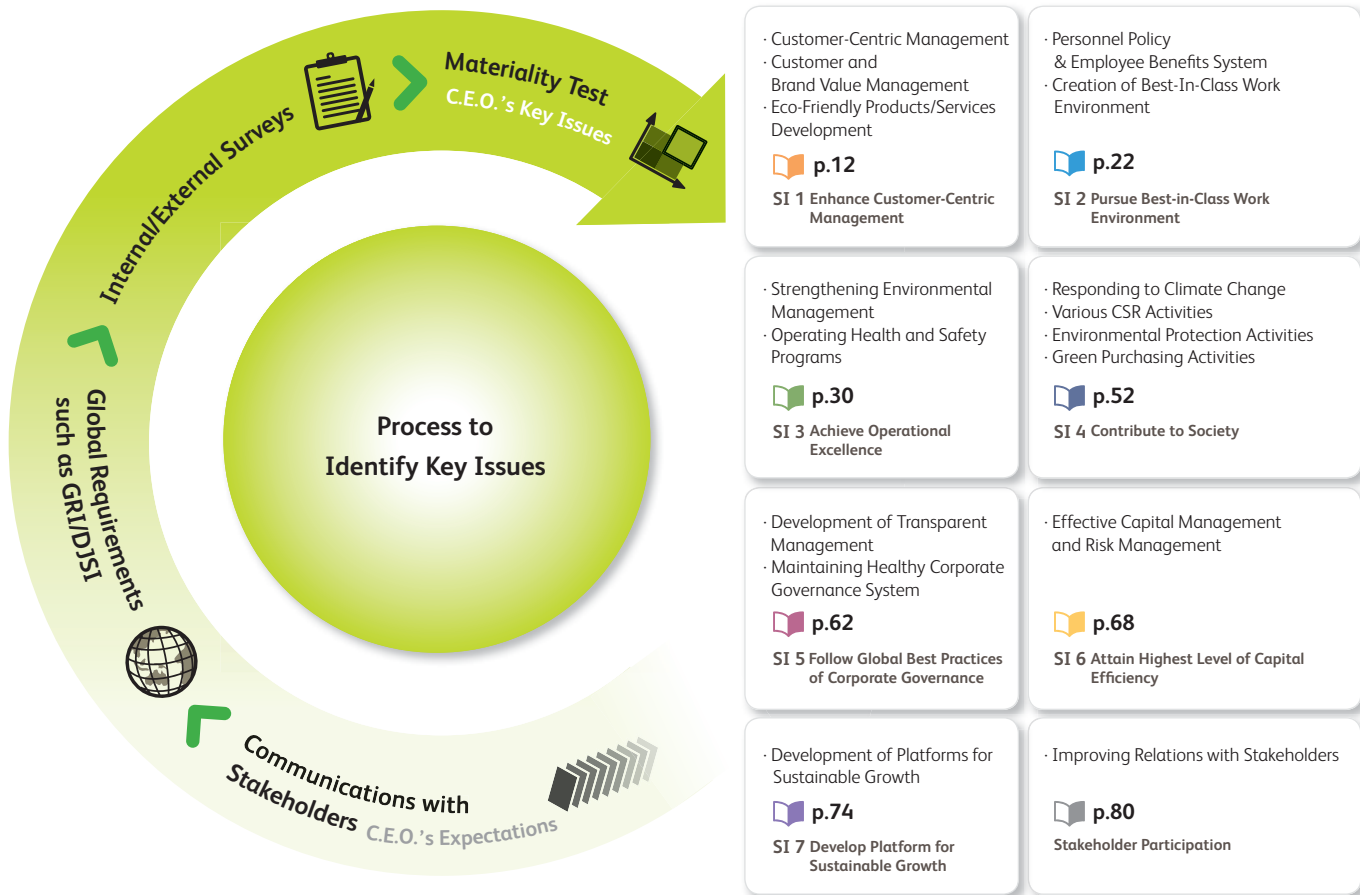 Communications with
Stakeholders C.E.O.'s Expectations
Global Requirements
such as GRI/DJSI
Internal/External Surveys
Materiality Test
C.E.O.'s Key Issues
Process to
Identify Key Issues
· Customer-Centric Management
· Customer and
Brand Value Management
· Eco-Friendly Products/Services
Development
p.12
SI 1 Enhance Customer-Centric
Management
· Personnel Policy
& Employee Benefits System
· Creation of Best-In-Class Work
Environment
p.22
SI 2 Pursue Best-in-Class Work
Environment
· Strengthening Environmental
Management
· Operating Health and Safety
Programs
p.30
SI 3 Achieve Operational
Excellence
· Responding to Climate Change
· Various CSR Activities
· Environmental Protection Activities
· Green Purchasing Activities
p.52
SI 4 Contribute to Society
· Development of Transparent
Management
· Maintaining Healthy Corporate
Governance System
p.62
SI 5 Follow Global Best Practices
of Corporate Governance
· Effective Capital Management
and Risk Management
p.68
SI 6 Attain Highest Level of Capital
Efficiency
· Development of Platforms for
Sustainable Growth
p.74
SI 7 Develop Platform for
Sustainable Growth
· Improving Relations with Stakeholders
p.80
Stakeholder Participation